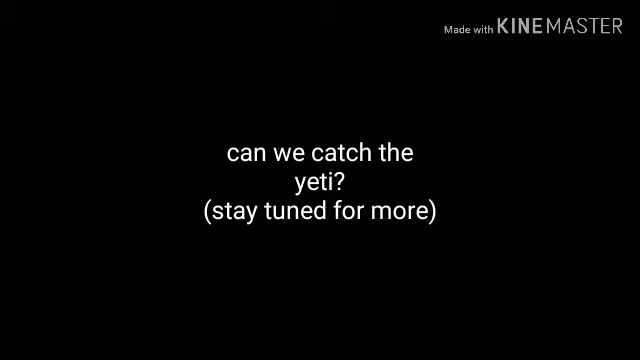 Made with KINEMASTER
can we catch the
yeti?
(stay tuned for more)